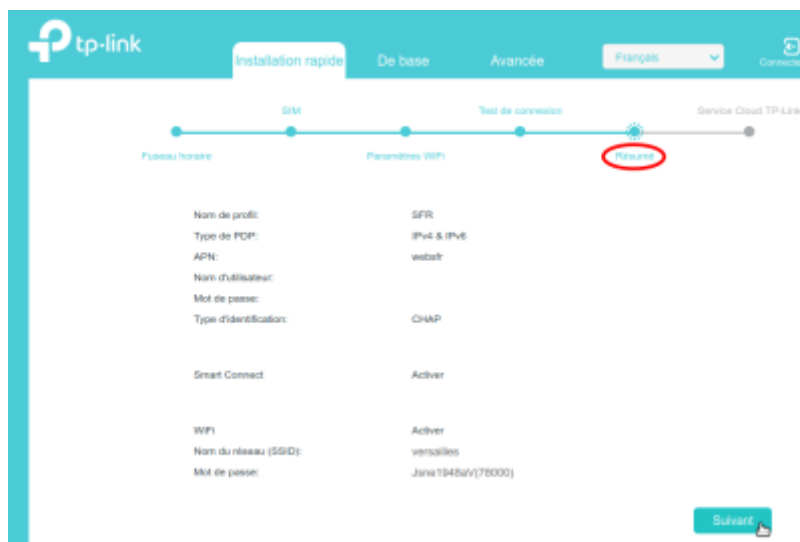 tp-link
Installation rapide De base Avancée Français
SIM Test de connexion Service Cloud TP-Link
Fuseau horaire Paramètres WiFi Résumé
Nom de profil: SFR
Type de PDP: IPv4 & IPv6
APN: websfr
Nom d'utilisateur:
Mot de passe:
Type d'identification: CHAP
Smart Connect Activer
WiFi Activer
Nom du réseau (SSID): versailles
Mot de passe: Jsne1948aV(78000)
Suivant